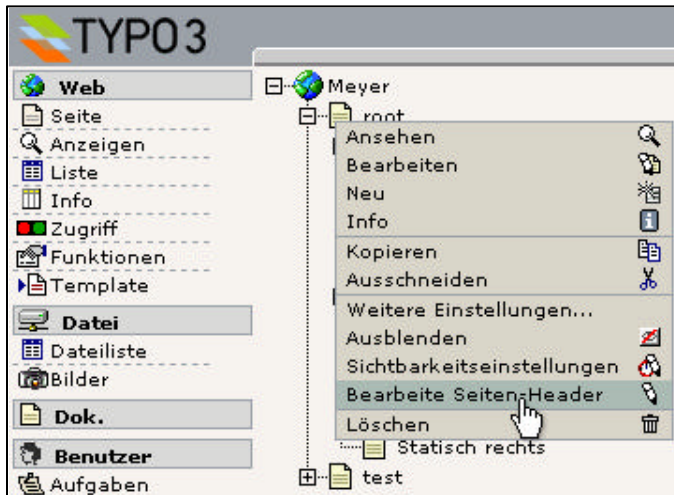 TYPO3
Web
Seite
Anzeigen
Liste
Info
Zugriff
Funktionen
Template
Datei
Dateiliste
Bilder
Dok.
Benutzer
Aufgaben
Meyer
root
Ansehen
Bearbeiten
Neu
Info
Kopieren
Ausschneiden
Weitere Einstellungen...
Ausblenden
Sichtbarkeitseinstellungen
Bearbeite Seiten-Header
Löschen
Statisch rechts
test